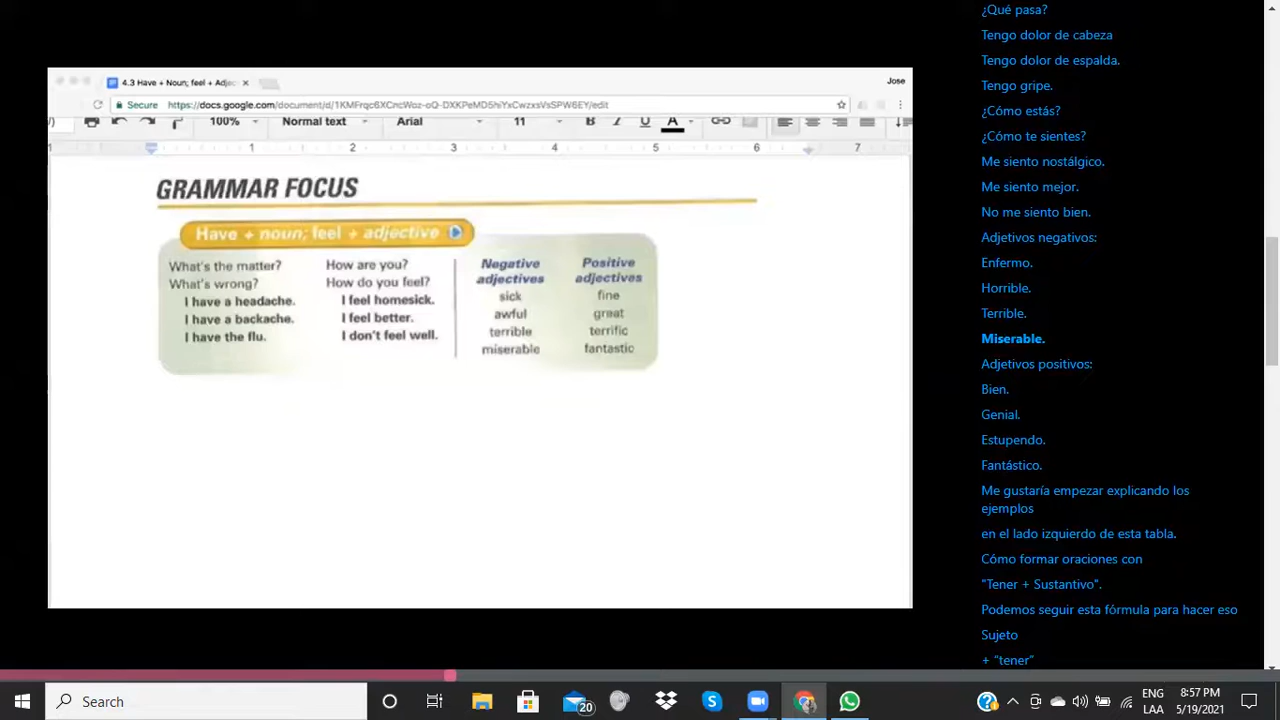 4.3 Have + Noun; feel + Adje
Jose
Secure
https://docs.google.com/document/d/1KMFrqc6XCncWoz-oQ-DXKPeMD5hiYxCwzxsVsSPW6EY/edit
100%
Normal text
Arial
11
B I U A
1 1 2 3 4 5 6 7
GRAMMAR FOCUS
Have + noun; feel + adjective
What's the matter?
What's wrong?
I have a headache.
I have a backache.
I have the flu.
How are you?
How do you feel?
I feel homesick.
I feel better.
I don't feel well.
Negative
adjectives
sick
awful
terrible
miserable
Positive
adjectives
fine
great
terrific
fantastic
¿Qué pasa?
Tengo dolor de cabeza
Tengo dolor de espalda.
Tengo gripe.
¿Cómo estás?
¿Cómo te sientes?
Me siento nostálgico.
Me siento mejor.
No me siento bien.
Adjetivos negativos:
Enfermo.
Horrible.
Terrible.
Miserable.
Adjetivos positivos:
Bien.
Genial.
Estupendo.
Fantástico.
Me gustaría empezar explicando los
ejemplos
en el lado izquierdo de esta tabla.
Cómo formar oraciones con
"Tener + Sustantivo".
Podemos seguir esta fórmula para hacer eso
Sujeto
+ "tener"
Search
20
ENG
LAA
8:57 PM
5/19/2021